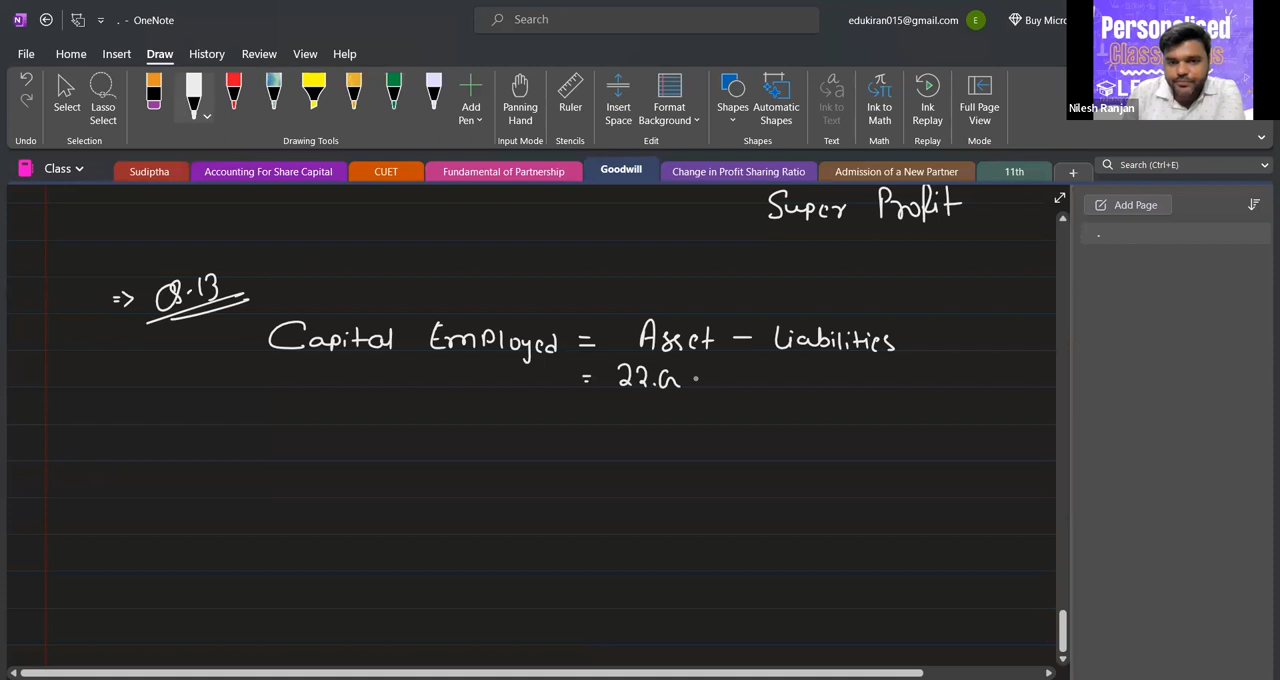 . - OneNote
Search
edukiran015@gmail.com
E
Buy Micro
File Home Insert Draw History Review View Help
Undo
Select
Lasso Select
Add Pen
Panning Hand
Ruler
Insert Space
Format Background
Shapes
Automatic Shapes
Ink to Text
Ink to Math
Ink Replay
Full Page View
Undo Selection Drawing Tools Input Mode Stencils Edit Shapes Text Math Replay Mode
Personalised
Nilesh Ranjan
Class
Sudiptha
Accounting For Share Capital
CUET
Fundamental of Partnership
Goodwill
Change in Profit Sharing Ratio
Admission of a New Partner
11th
+
Search (Ctrl+E)
Add Page
.
Super Profit
=> Q.13
Capital Employed = Asset - Liabilities